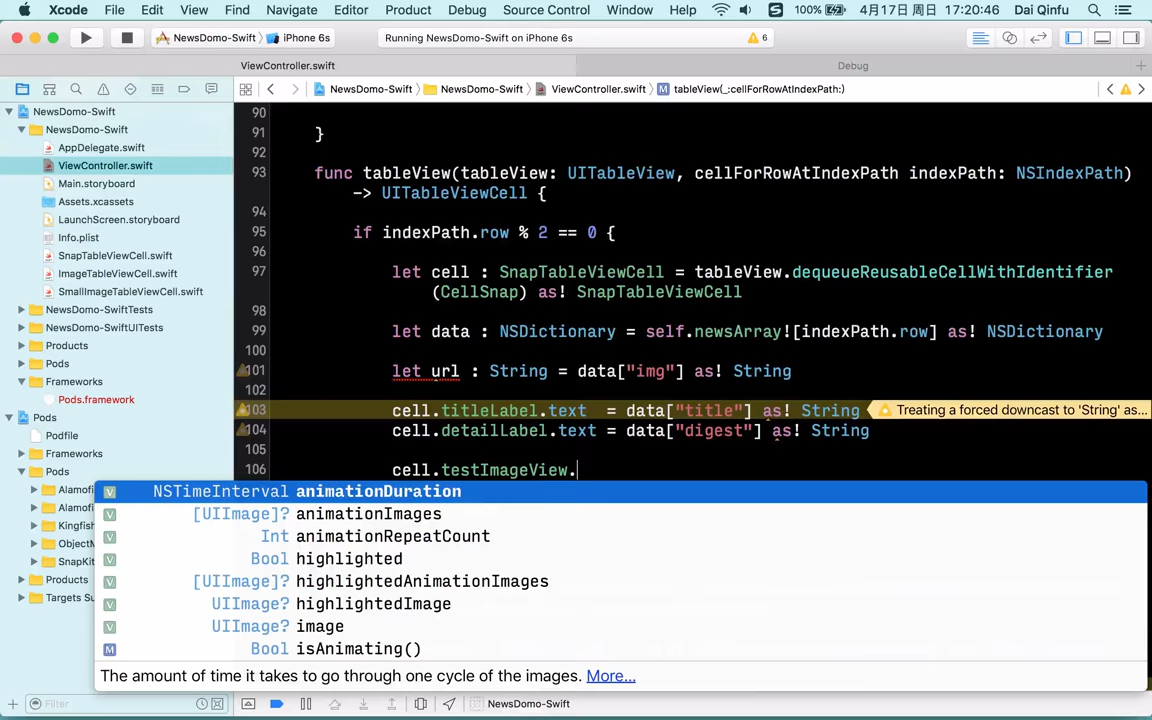 Xcode File Edit View Find Navigate Editor Product Debug Source Control Window Help 100% 4月17日 周日 17:20:46 Dai Qinfu
NewsDomo-Swift iPhone 6s Running NewsDomo-Swift on iPhone 6s 6
ViewController.swift Debug
NewsDomo-Swift NewsDomo-Swift ViewController.swift tableView(_:cellForRowAtIndexPath:)
NewsDomo-Swift
NewsDomo-Swift
AppDelegate.swift
ViewController.swift
Main.storyboard
Assets.xcassets
LaunchScreen.storyboard
Info.plist
SnapTableViewCell.swift
ImageTableViewCell.swift
SmallImageTableViewCell.swift
NewsDomo-SwiftTests
NewsDomo-SwiftUITests
Products
Pods
Frameworks
Pods.framework
Pods
Podfile
Frameworks
Pods
Alamofi
Alamofi
Kingfish
ObjectM
SnapKit
Products
Targets Su
Filter
90
91 }
92
93 func tableView(tableView: UITableView, cellForRowAtIndexPath indexPath: NSIndexPath)
-> UITableViewCell {
94
95 if indexPath.row % 2 == 0 {
96
97 let cell : SnapTableViewCell = tableView.dequeueReusableCellWithIdentifier
(CellSnap) as! SnapTableViewCell
98
99 let data : NSDictionary = self.newsArray![indexPath.row] as! NSDictionary
100
101 let url : String = data["img"] as! String
102
103 cell.titleLabel.text = data["title"] as! String Treating a forced downcast to 'String' as...
104 cell.detailLabel.text = data["digest"] as! String
105
106 cell.testImageView.
V NSTimeInterval animationDuration
V [UIImage]? animationImages
V Int animationRepeatCount
V Bool highlighted
V [UIImage]? highlightedAnimationImages
V UIImage? highlightedImage
V UIImage? image
M Bool isAnimating()
The amount of time it takes to go through one cycle of the images. More...
NewsDomo-Swift